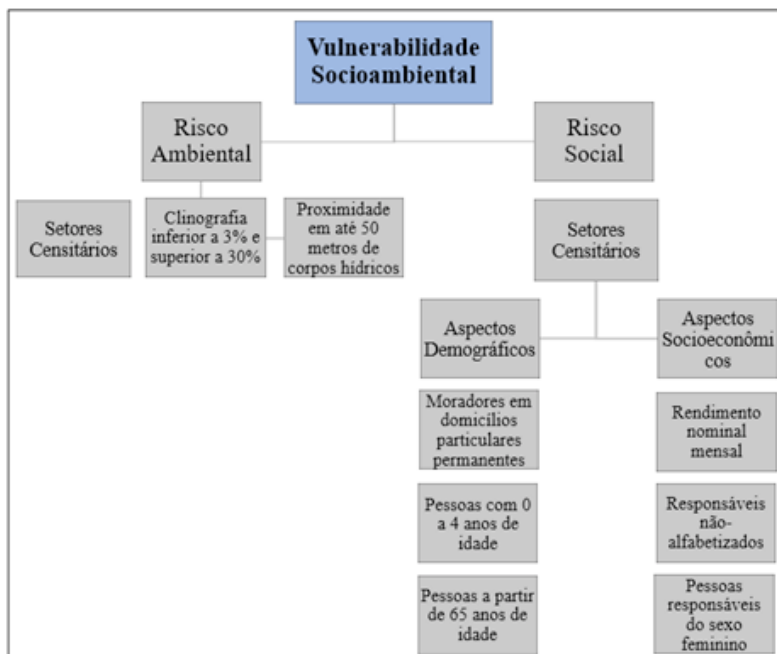 Vulnerabilidade
Socioambiental
Risco
Ambiental
Risco
Social
Setores
Censitários
Clinografia
inferior a 3% e
superior a 30%
Proximidade
em até 50
metros de
corpos hídricos
Setores
Censitários
Aspectos
Demográficos
Aspectos
Socioeconômi
cos
Moradores em
domicílios
particulares
permanentes
Rendimento
nominal
mensal
Pessoas com 0
a 4 anos de
idade
Responsáveis
não-
alfabetizados
Pessoas a partir
de 65 anos de
idade
Pessoas
responsáveis
do sexo
feminino